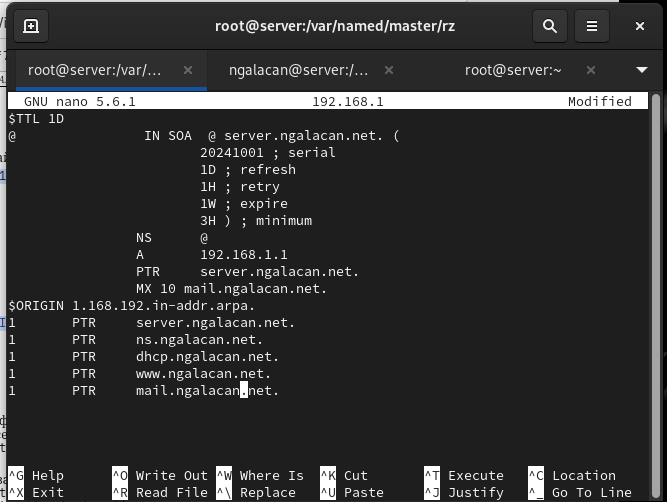 root@server:/var/named/master/rz
root@server:/var/... ngalacan@server:/... root@server:~
GNU nano 5.6.1 192.168.1 Modified
$TTL 1D
@ IN SOA @ server.ngalacan.net. (
20241001 ; serial
1D ; refresh
1H ; retry
1W ; expire
3H ) ; minimum
NS @
A 192.168.1.1
PTR server.ngalacan.net.
MX 10 mail.ngalacan.net.
$ORIGIN 1.168.192.in-addr.arpa.
1 PTR server.ngalacan.net.
1 PTR ns.ngalacan.net.
1 PTR dhcp.ngalacan.net.
1 PTR www.ngalacan.net.
1 PTR mail.ngalacan.net.
^G Help ^O Write Out ^W Where Is ^K Cut ^T Execute ^C Location
^X Exit ^R Read File ^\ Replace ^U Paste ^J Justify ^_ Go To Line